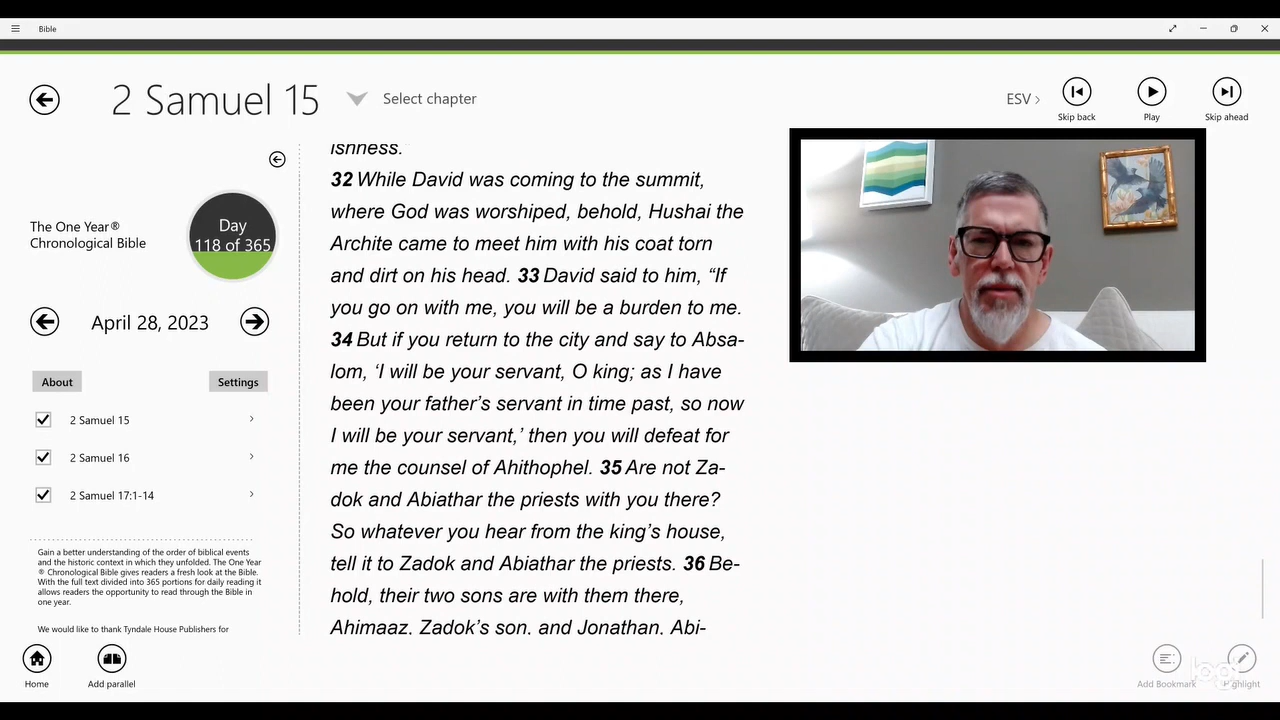 Bible
2 Samuel 15
Select chapter
ESV
Skip back
Play
Skip ahead
The One Year®
Chronological Bible
Day
118 of 365
April 28, 2023
About
Settings
2 Samuel 15
2 Samuel 16
2 Samuel 17:1-14
Gain a better understanding of the order of biblical events
and the historic context in which they unfolded. The One Year
® Chronological Bible gives readers a fresh look at the Bible.
With the full text divided into 365 portions for daily reading it
allows readers the opportunity to read through the Bible in
one year.
We would like to thank Tyndale House Publishers for
ishness.
32 While David was coming to the summit,
where God was worshiped, behold, Hushai the
Archite came to meet him with his coat torn
and dirt on his head. 33 David said to him, “If
you go on with me, you will be a burden to me.
34 But if you return to the city and say to Absa-
lom, ‘I will be your servant, O king; as I have
been your father’s servant in time past, so now
I will be your servant,’ then you will defeat for
me the counsel of Ahithophel. 35 Are not Za-
dok and Abiathar the priests with you there?
So whatever you hear from the king’s house,
tell it to Zadok and Abiathar the priests. 36 Be-
hold, their two sons are with them there,
Ahimaaz, Zadok’s son, and Jonathan, Abi-
Home
Add parallel
Add Bookmark
Highlight
logi